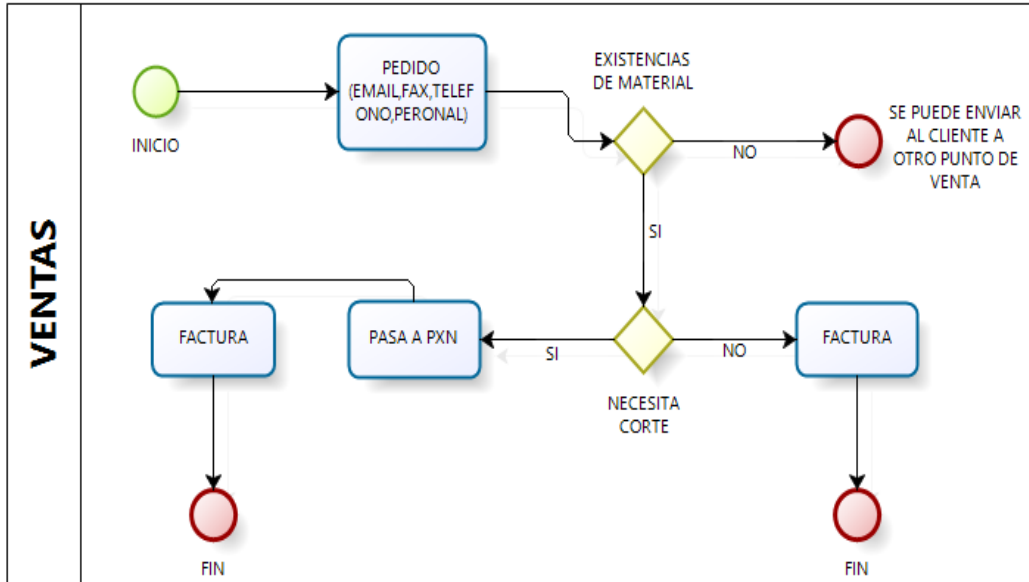 VENTAS
INICIO
PEDIDO
(EMAIL,FAX,TELEF
ONO,PERONAL)
EXISTENCIAS
DE MATERIAL
NO
SE PUEDE ENVIAR
AL CLIENTE A
OTRO PUNTO DE
VENTA
SI
FACTURA
PASA A PXN
SI
NECESITA
CORTE
NO
FACTURA
FIN
FIN